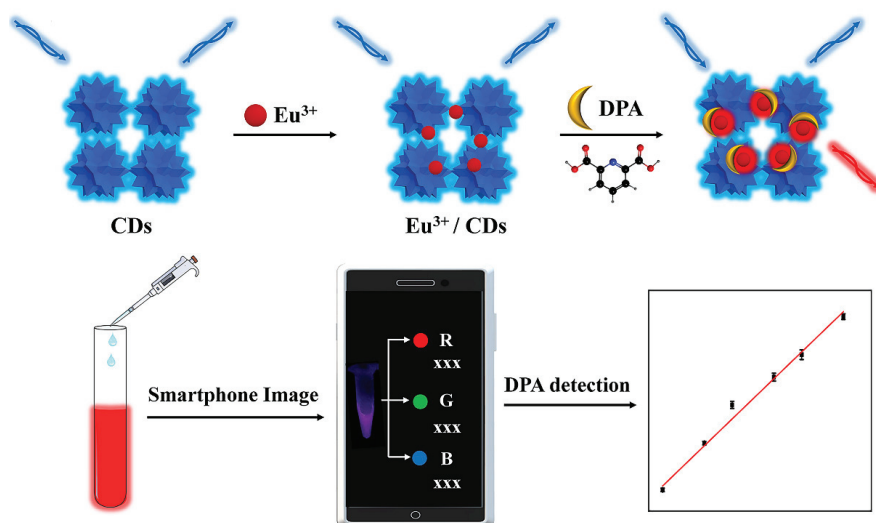 Eu³⁺
DPA
CDs
Eu³⁺ / CDs
Smartphone Image
R
xxx
G
xxx
B
xxx
DPA detection